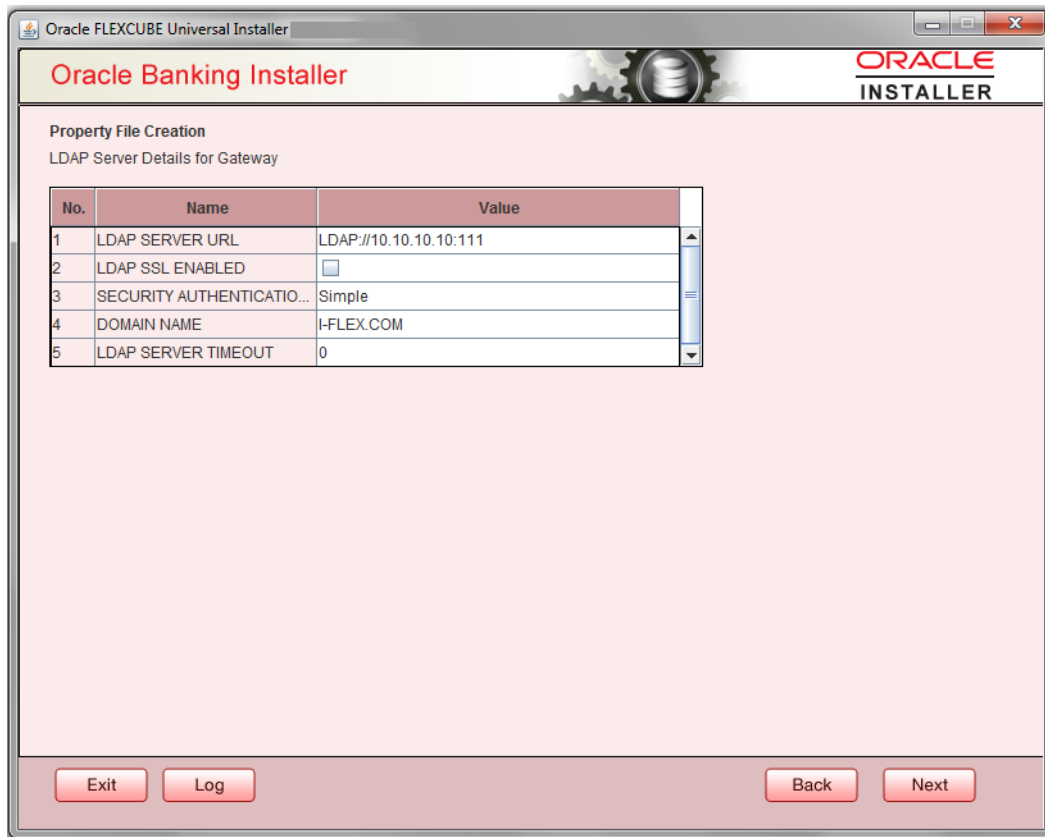 Oracle FLEXCUBE Universal Installer
Oracle Banking Installer
ORACLE
INSTALLER
Property File Creation
LDAP Server Details for Gateway
No. Name Value
1 LDAP SERVER URL LDAP://10.10.10.10:111
2 LDAP SSL ENABLED
3 SECURITY AUTHENTICATIO... Simple
4 DOMAIN NAME I-FLEX.COM
5 LDAP SERVER TIMEOUT 0
Exit Log Back Next